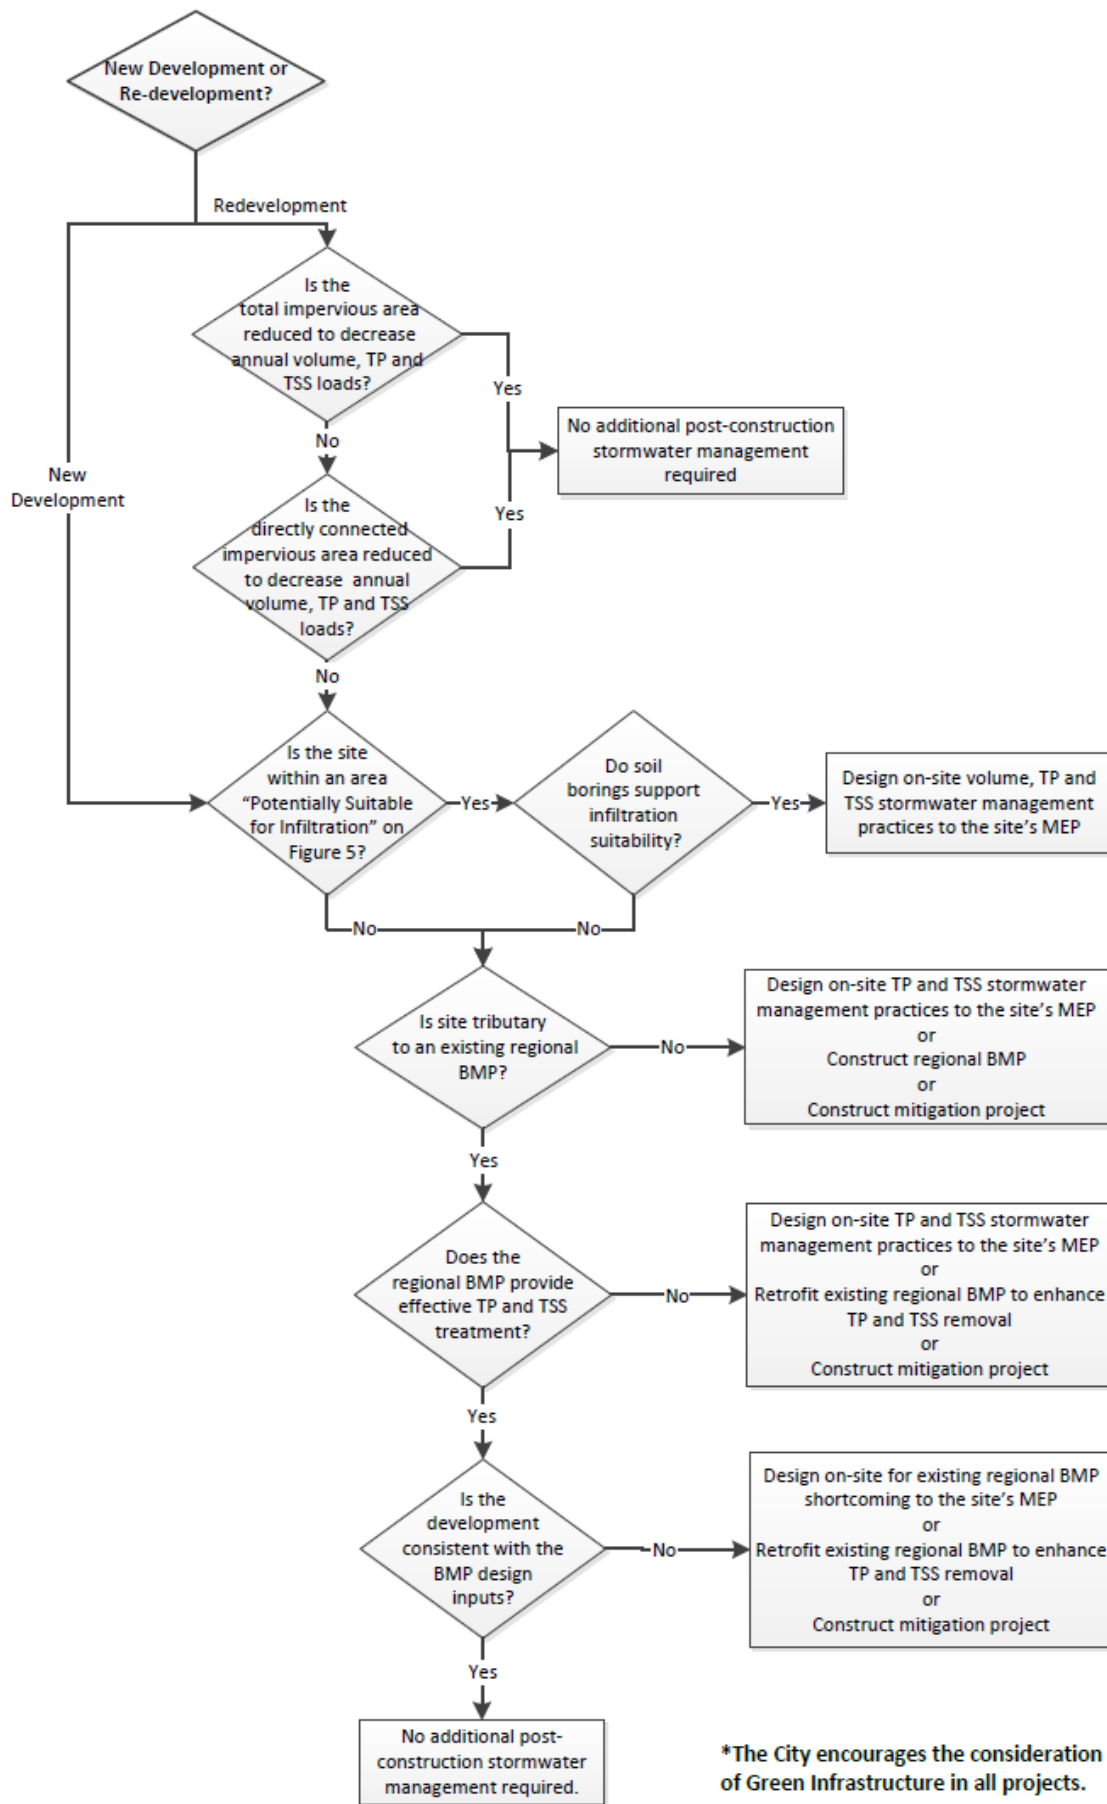 New Development or
Re-development?
Redevelopment
Is the
total impervious area
reduced to decrease
annual volume, TP and
TSS loads?
Yes
No additional post-construction
stormwater management
required
No
New
Development
Is the
directly connected
impervious area reduced
to decrease annual
volume, TP and TSS
loads?
Yes
No
Is the site
within an area
“Potentially Suitable
for Infiltration” on
Figure 5?
Yes
Do soil
borings support
infiltration
suitability?
Yes
Design on-site volume, TP and
TSS stormwater management
practices to the site’s MEP
No
No
Is site tributary
to an existing regional
BMP?
No
Design on-site TP and TSS stormwater
management practices to the site’s MEP
or
Construct regional BMP
or
Construct mitigation project
Yes
Does the
regional BMP provide
effective TP and TSS
treatment?
No
Design on-site TP and TSS stormwater
management practices to the site’s MEP
or
Retrofit existing regional BMP to enhance
TP and TSS removal
or
Construct mitigation project
Yes
Is the
development
consistent with the
BMP design
inputs?
No
Design on-site for existing regional BMP
shortcoming to the site’s MEP
or
Retrofit existing regional BMP to enhance
TP and TSS removal
or
Construct mitigation project
Yes
No additional post-
construction stormwater
management required.
*The City encourages the consideration
of Green Infrastructure in all projects.